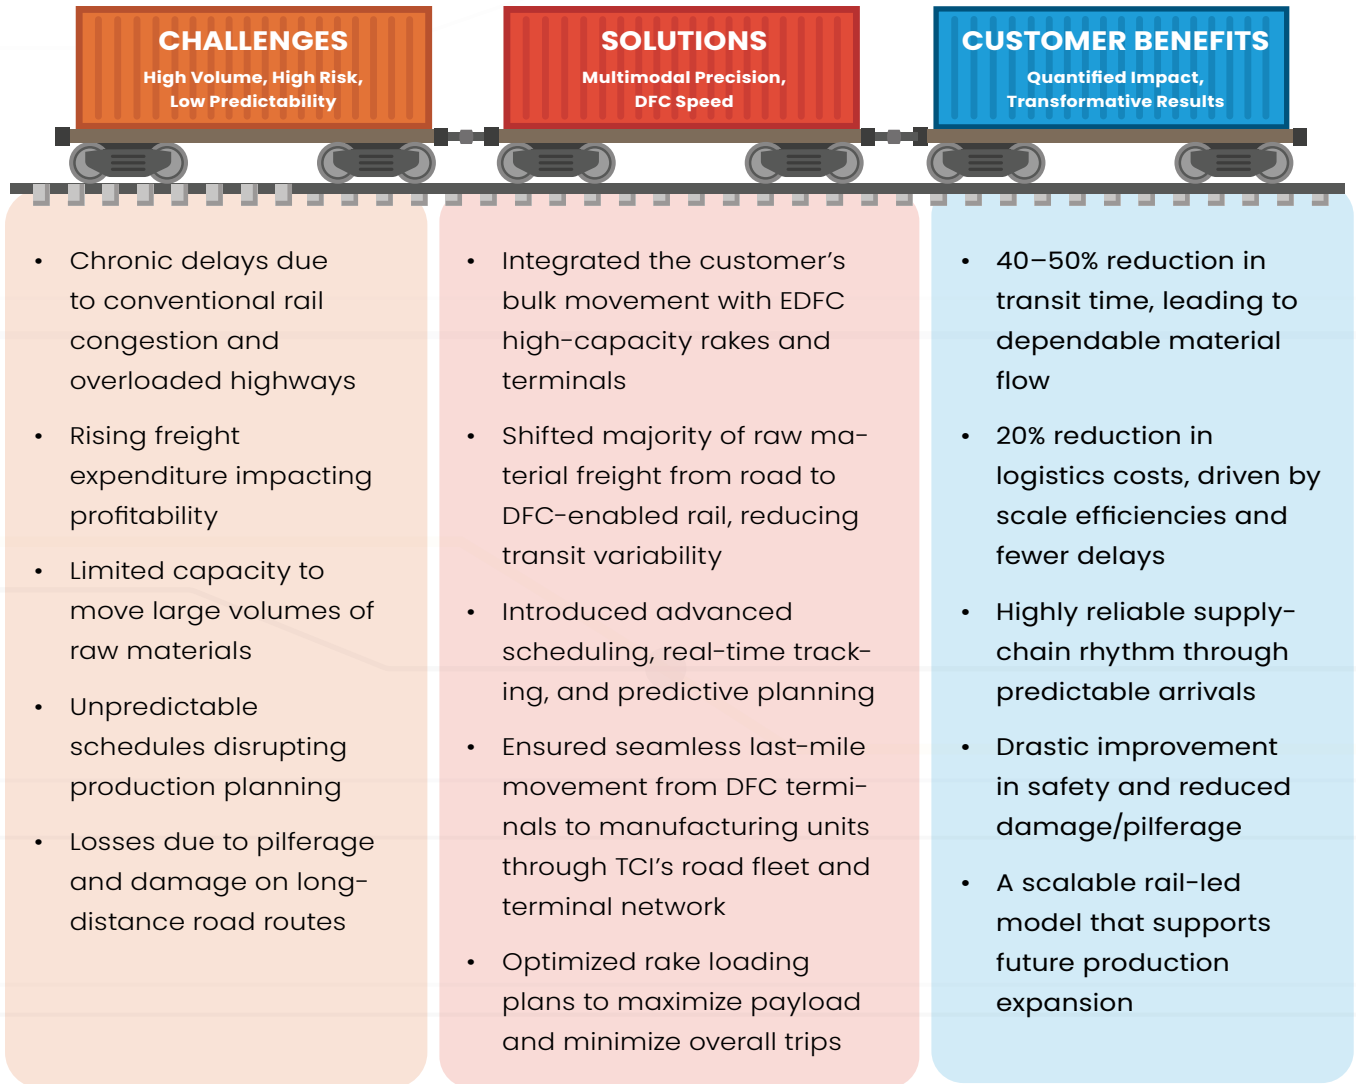 CHALLENGES
High Volume, High Risk,
Low Predictability
• Chronic delays due
to conventional rail
congestion and
overloaded highways
• Rising freight
expenditure impacting
profitability
• Limited capacity to
move large volumes of
raw materials
• Unpredictable
schedules disrupting
production planning
• Losses due to pilferage
and damage on long-
distance road routes
SOLUTIONS
Multimodal Precision,
DFC Speed
• Integrated the customer’s
bulk movement with EDFC
high-capacity rakes and
terminals
• Shifted majority of raw ma-
terial freight from road to
DFC-enabled rail, reducing
transit variability
• Introduced advanced
scheduling, real-time track-
ing, and predictive planning
• Ensured seamless last-mile
movement from DFC termi-
nals to manufacturing units
through TCI’s road fleet and
terminal network
• Optimized rake loading
plans to maximize payload
and minimize overall trips
CUSTOMER BENEFITS
Quantified Impact,
Transformative Results
• 40–50% reduction in
transit time, leading to
dependable material
flow
• 20% reduction in
logistics costs, driven by
scale efficiencies and
fewer delays
• Highly reliable supply-
chain rhythm through
predictable arrivals
• Drastic improvement
in safety and reduced
damage/pilferage
• A scalable rail-led
model that supports
future production
expansion